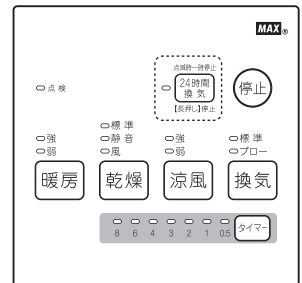 MAX®
点滅時一時停止
点検
24時間
換気
【長押し】停止
停止
強
弱
標準
静音
風
強
弱
標準
ブロー
暖房
乾燥
涼風
換気
8 6 4 3 2 1 0.5
タイマー